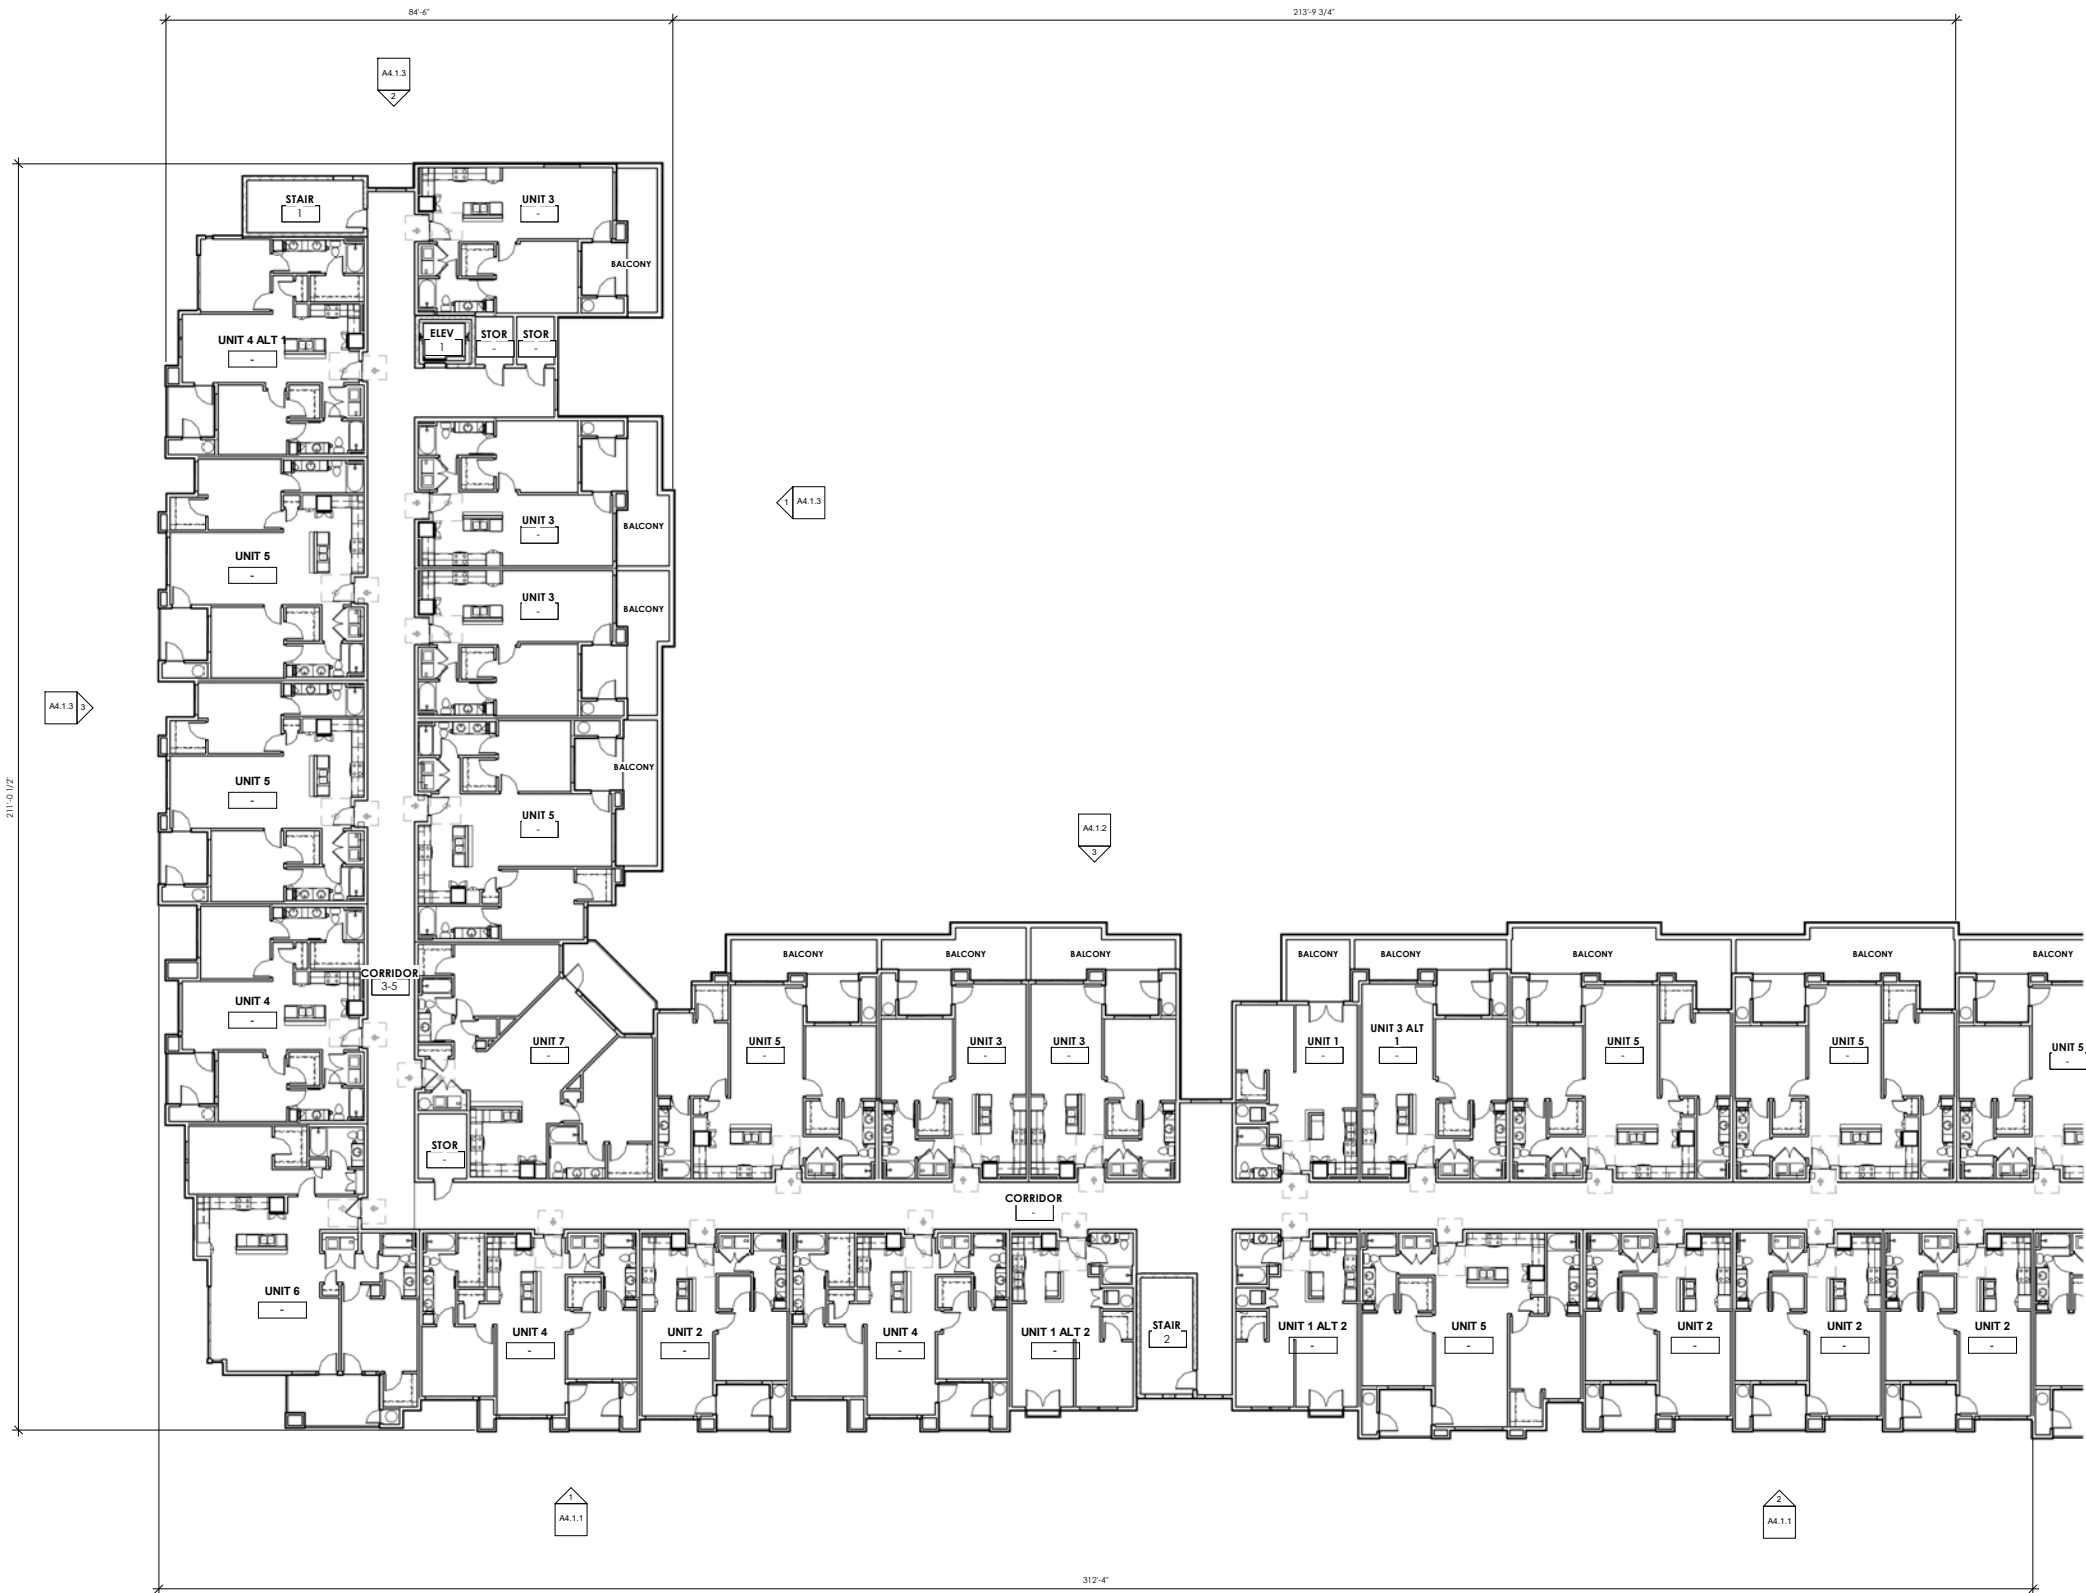 84'-6"
213'-9 3/4"
A4.1.3
2
STAIR
1
UNIT 3
-
BALCONY
ELEV
1
STOR
-
STOR
-
UNIT 4 ALT 1
-
1
A4.1.3
UNIT 3
-
BALCONY
UNIT 5
-
UNIT 3
-
BALCONY
A4.1.3
3
BALCONY
UNIT 5
-
UNIT 5
-
211'-0 1/2"
A4.1.2
3
BALCONY
BALCONY
BALCONY
BALCONY
BALCONY
BALCONY
BALCONY
BALCONY
CORRIDOR
3-5
UNIT 4
-
UNIT 7
-
UNIT 5
-
UNIT 3
-
UNIT 3
-
UNIT 1
-
UNIT 3 ALT
1
-
UNIT 5
-
UNIT 5
-
UNIT 5
-
STOR
-
CORRIDOR
-
UNIT 6
-
UNIT 4
-
UNIT 2
-
UNIT 4
-
UNIT 1 ALT 2
-
STAIR
2
UNIT 1 ALT 2
-
UNIT 5
-
UNIT 2
-
UNIT 2
-
UNIT 2
-
1
A4.1.1
2
A4.1.1
312'-4"